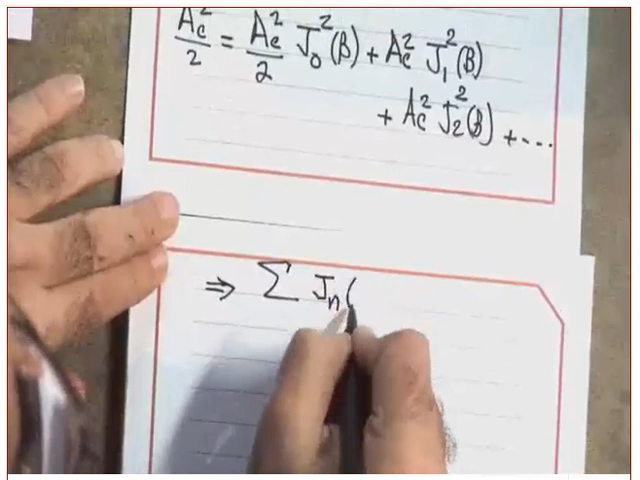 Ac²/2 = Ac²/2 J₀²(β) + Ac² J₁²(β)
+ Ac² J₂²(β) + ...
⇒ Σ Jn(